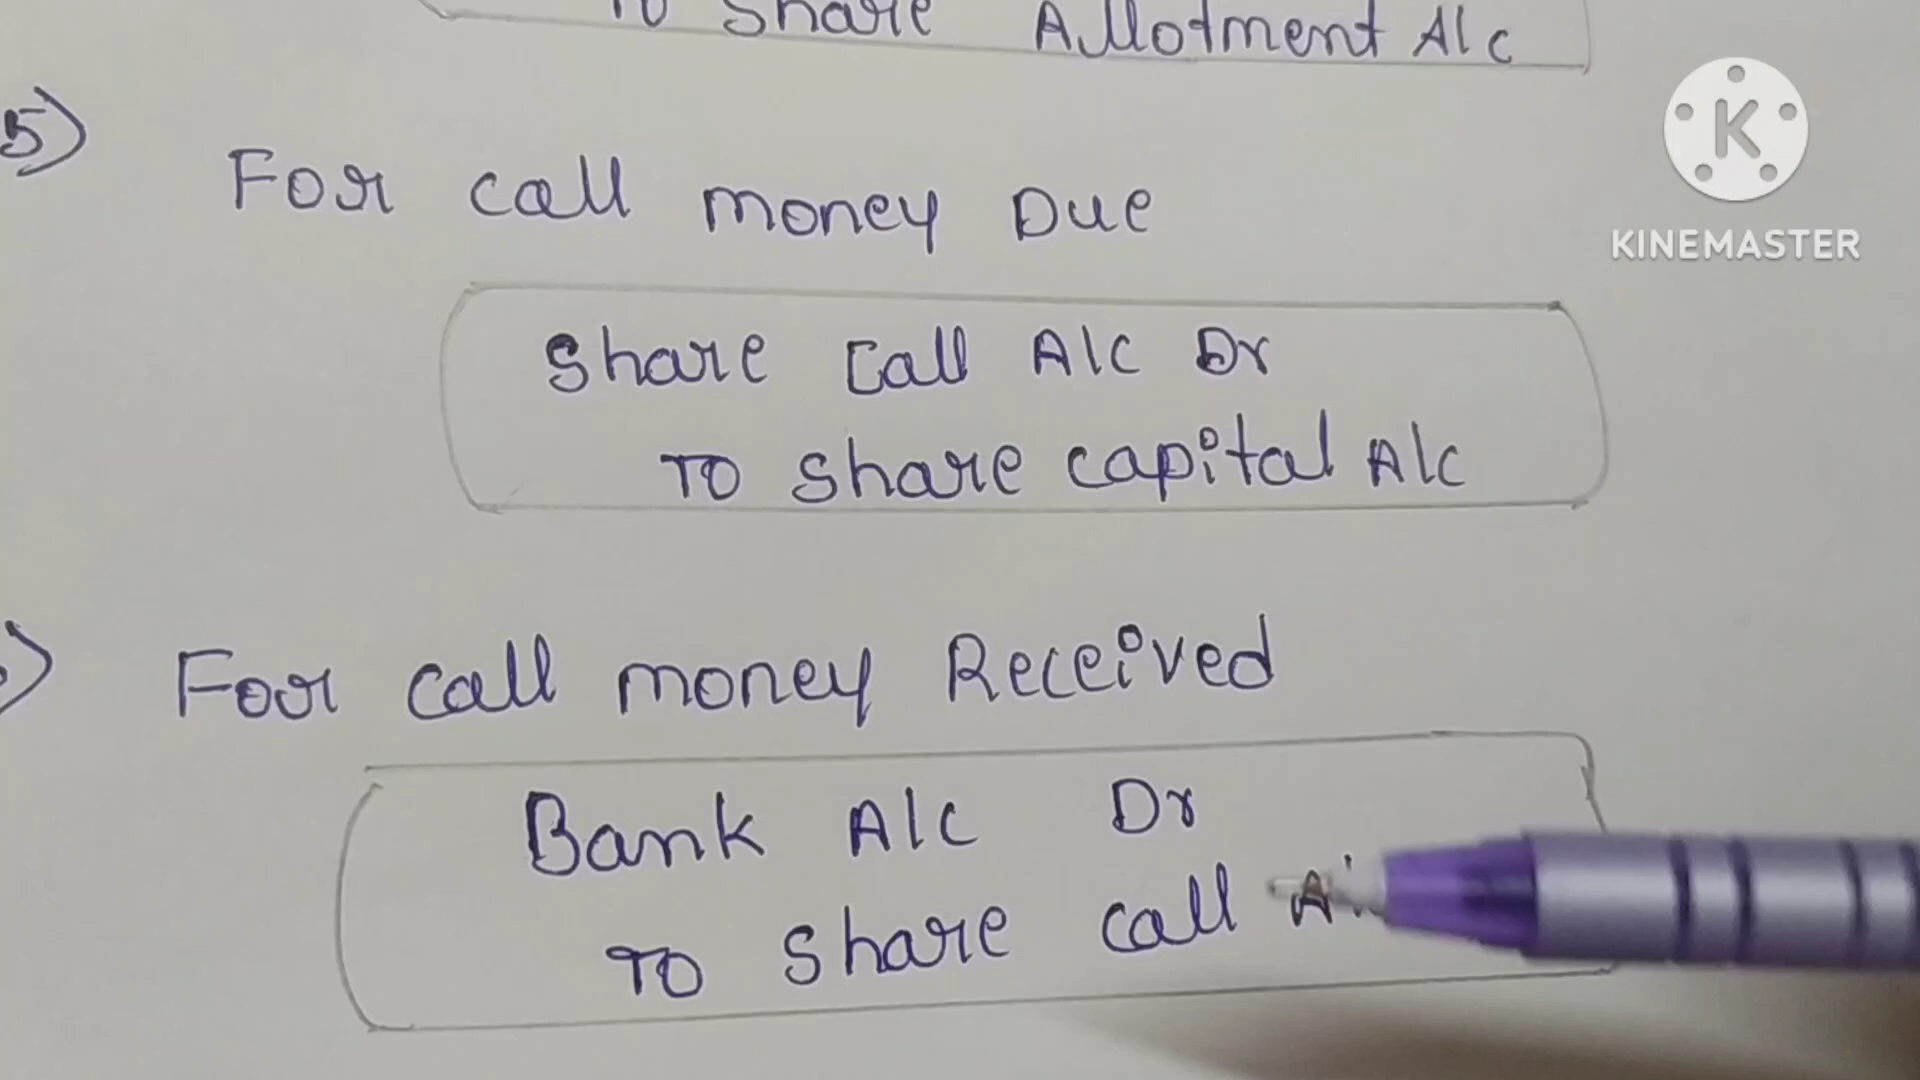 To Share Allotment A/c
5)
For call money Due
Share Call A/c Dr
To Share capital A/c
For call money Received
Bank A/c Dr
To Share call
K
KINEMASTER